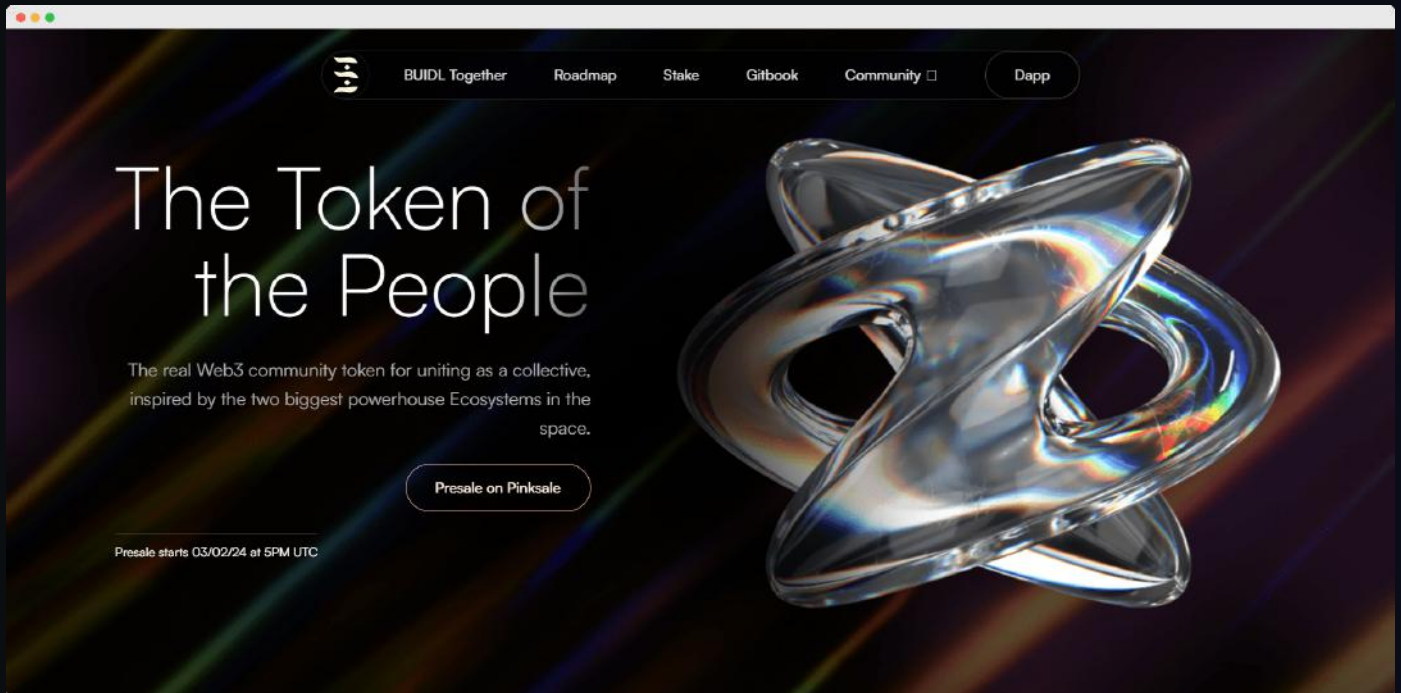 BUIDL Together
Roadmap
Stake
Gitbook
Community
Dapp
The Token of
the People
The real Web3 community token for uniting as a collective,
inspired by the two biggest powerhouse Ecosystems in the
space.
Presale on Pinksale
Presale starts 03/02/24 at 5PM UTC